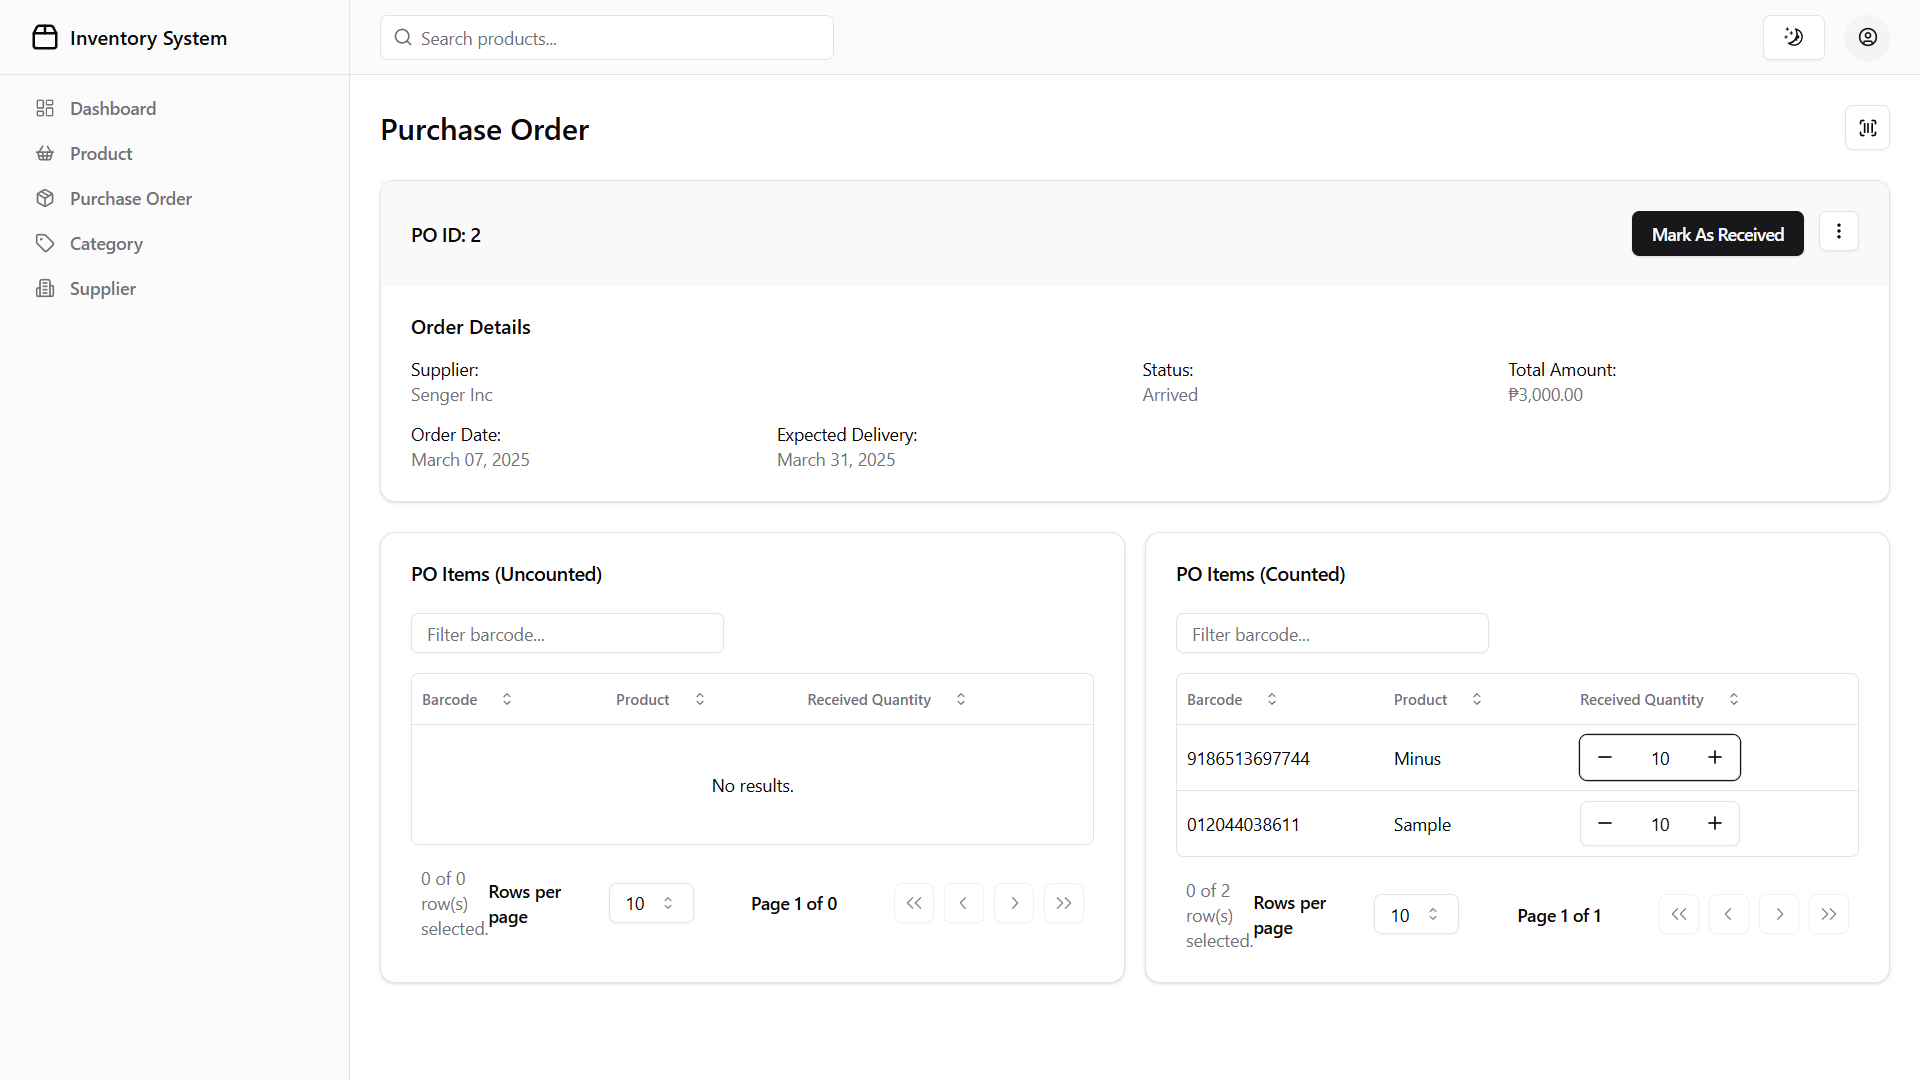 Inventory System
Search products...
Dashboard
Product
Purchase Order
Category
Supplier
Purchase Order
PO ID: 2
Mark As Received
Order Details
Supplier:
Senger Inc
Status:
Arrived
Total Amount:
₱3,000.00
Order Date:
March 07, 2025
Expected Delivery:
March 31, 2025
PO Items (Uncounted)
Filter barcode...
Barcode Product Received Quantity
No results.
0 of 0
row(s)
selected.
Rows per
page
10
Page 1 of 0
PO Items (Counted)
Filter barcode...
Barcode Product Received Quantity
9186513697744 Minus 10
012044038611 Sample 10
0 of 2
row(s)
selected.
Rows per
page
10
Page 1 of 1